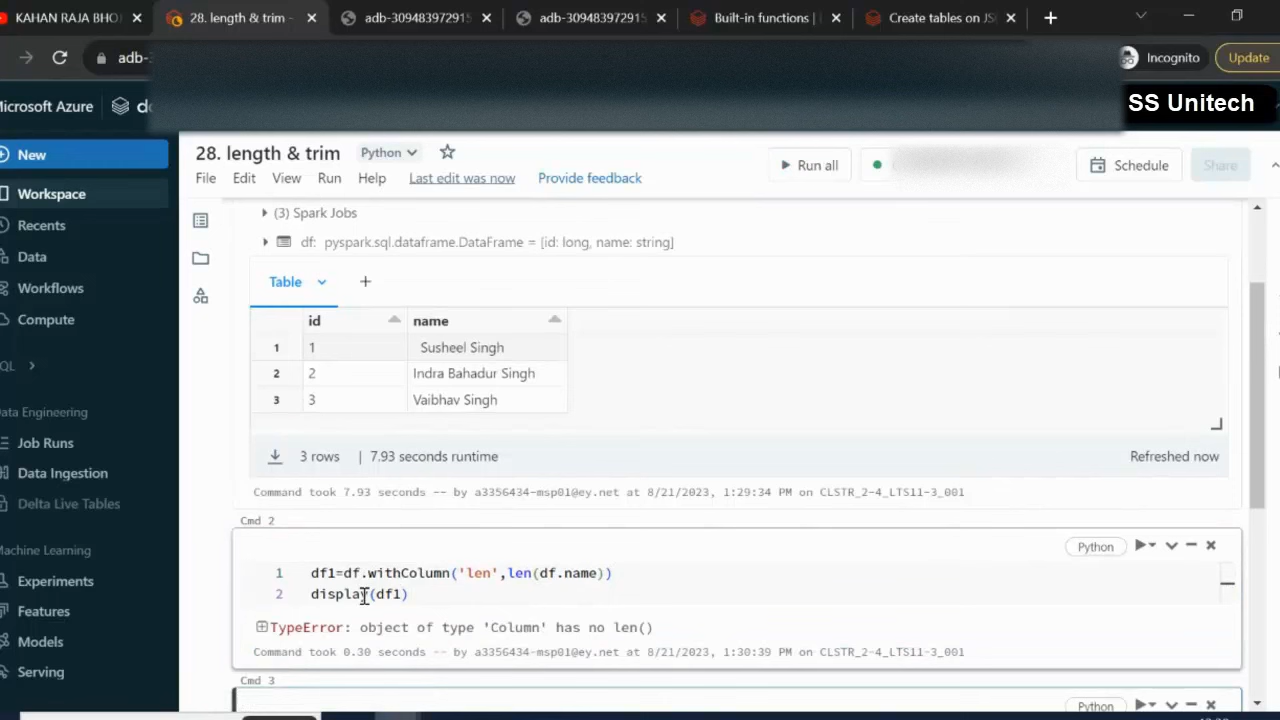 KAHAN RAJA BHOJ
28. length & trim -
adb-309483972915
adb-309483972915
Built-in functions |
Create tables on JSO
adb-
Incognito
Update
SS Unitech
Microsoft Azure
New
Workspace
Recents
Data
Workflows
Compute
QL
Data Engineering
Job Runs
Data Ingestion
Delta Live Tables
Machine Learning
Experiments
Features
Models
Serving
28. length & trim
Python
Run all
Schedule
Share
File Edit View Run Help Last edit was now Provide feedback
(3) Spark Jobs
df: pyspark.sql.dataframe.DataFrame = [id: long, name: string]
Table
+
id name
1 1 Susheel Singh
2 2 Indra Bahadur Singh
3 3 Vaibhav Singh
3 rows | 7.93 seconds runtime
Refreshed now
Command took 7.93 seconds -- by a3356434-msp01@ey.net at 8/21/2023, 1:29:34 PM on CLSTR_2-4_LTS11-3_001
Cmd 2
Python
1 df1=df.withColumn('len',len(df.name))
2 display(df1)
TypeError: object of type 'Column' has no len()
Command took 0.30 seconds -- by a3356434-msp01@ey.net at 8/21/2023, 1:30:39 PM on CLSTR_2-4_LTS11-3_001
Cmd 3
Python